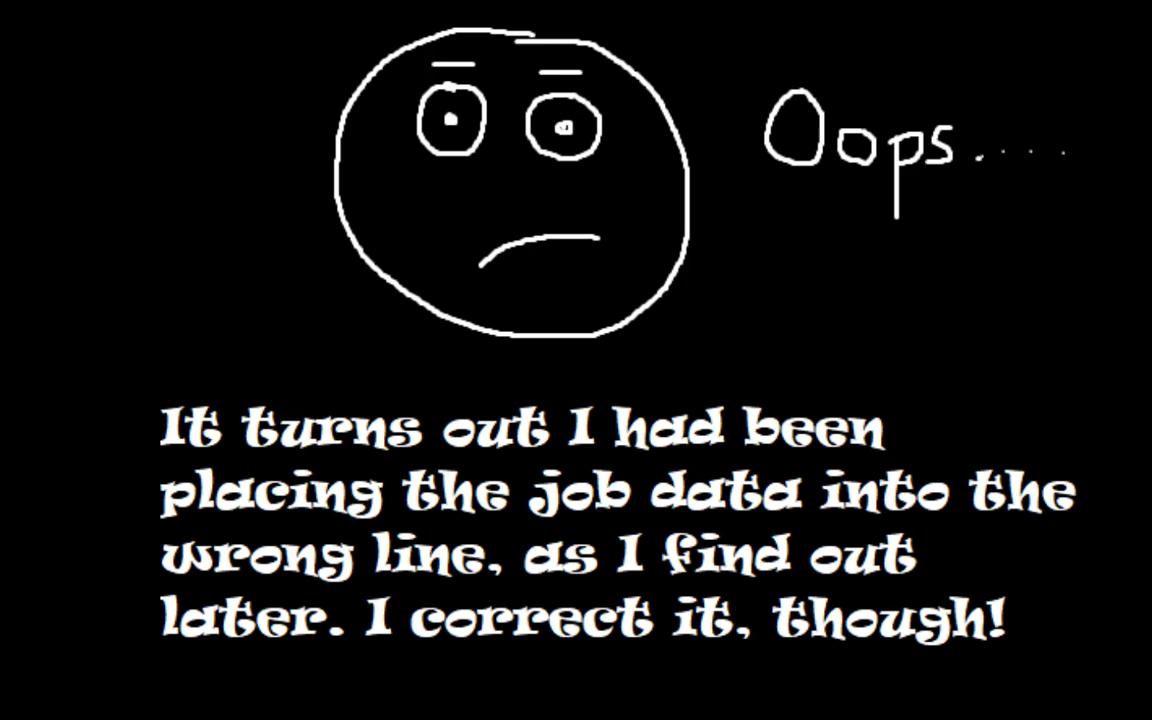 Oops.....
It turns out I had been
placing the job data into the
wrong line, as I find out
later. I correct it, though!